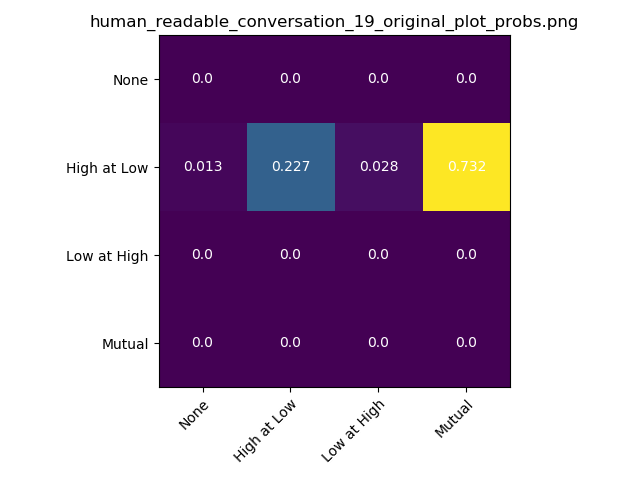 human_readable_conversation_19_original_plot_probs.png
None 0.0 0.0 0.0 0.0
High at Low 0.013 0.227 0.028 0.732
Low at High 0.0 0.0 0.0 0.0
Mutual 0.0 0.0 0.0 0.0
None High at Low Low at High Mutual